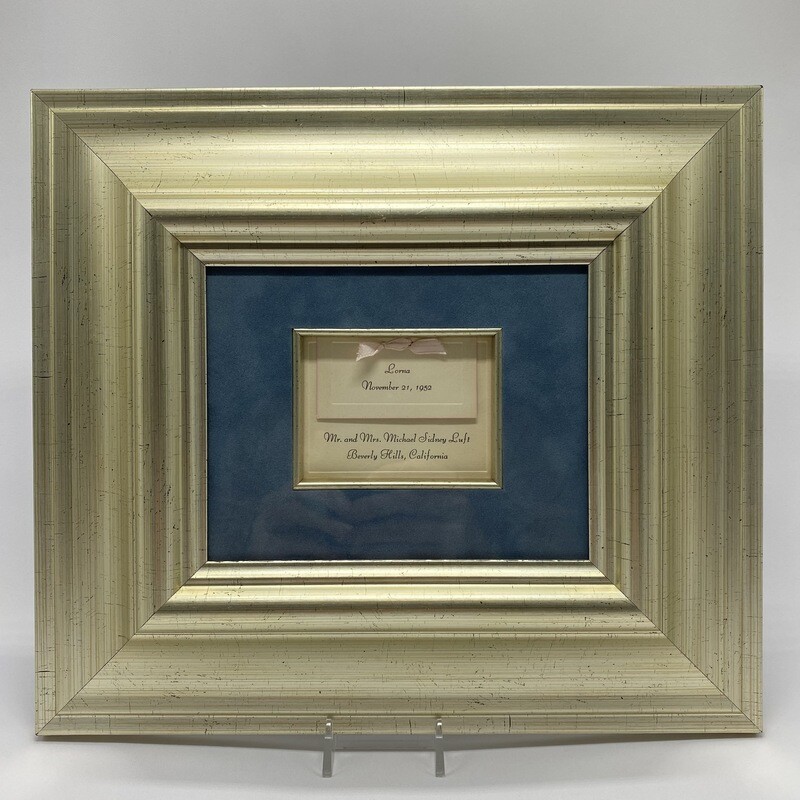 Lorna
November 21, 1952
Mr. and Mrs. Michael Sidney Luft
Beverly Hills, California